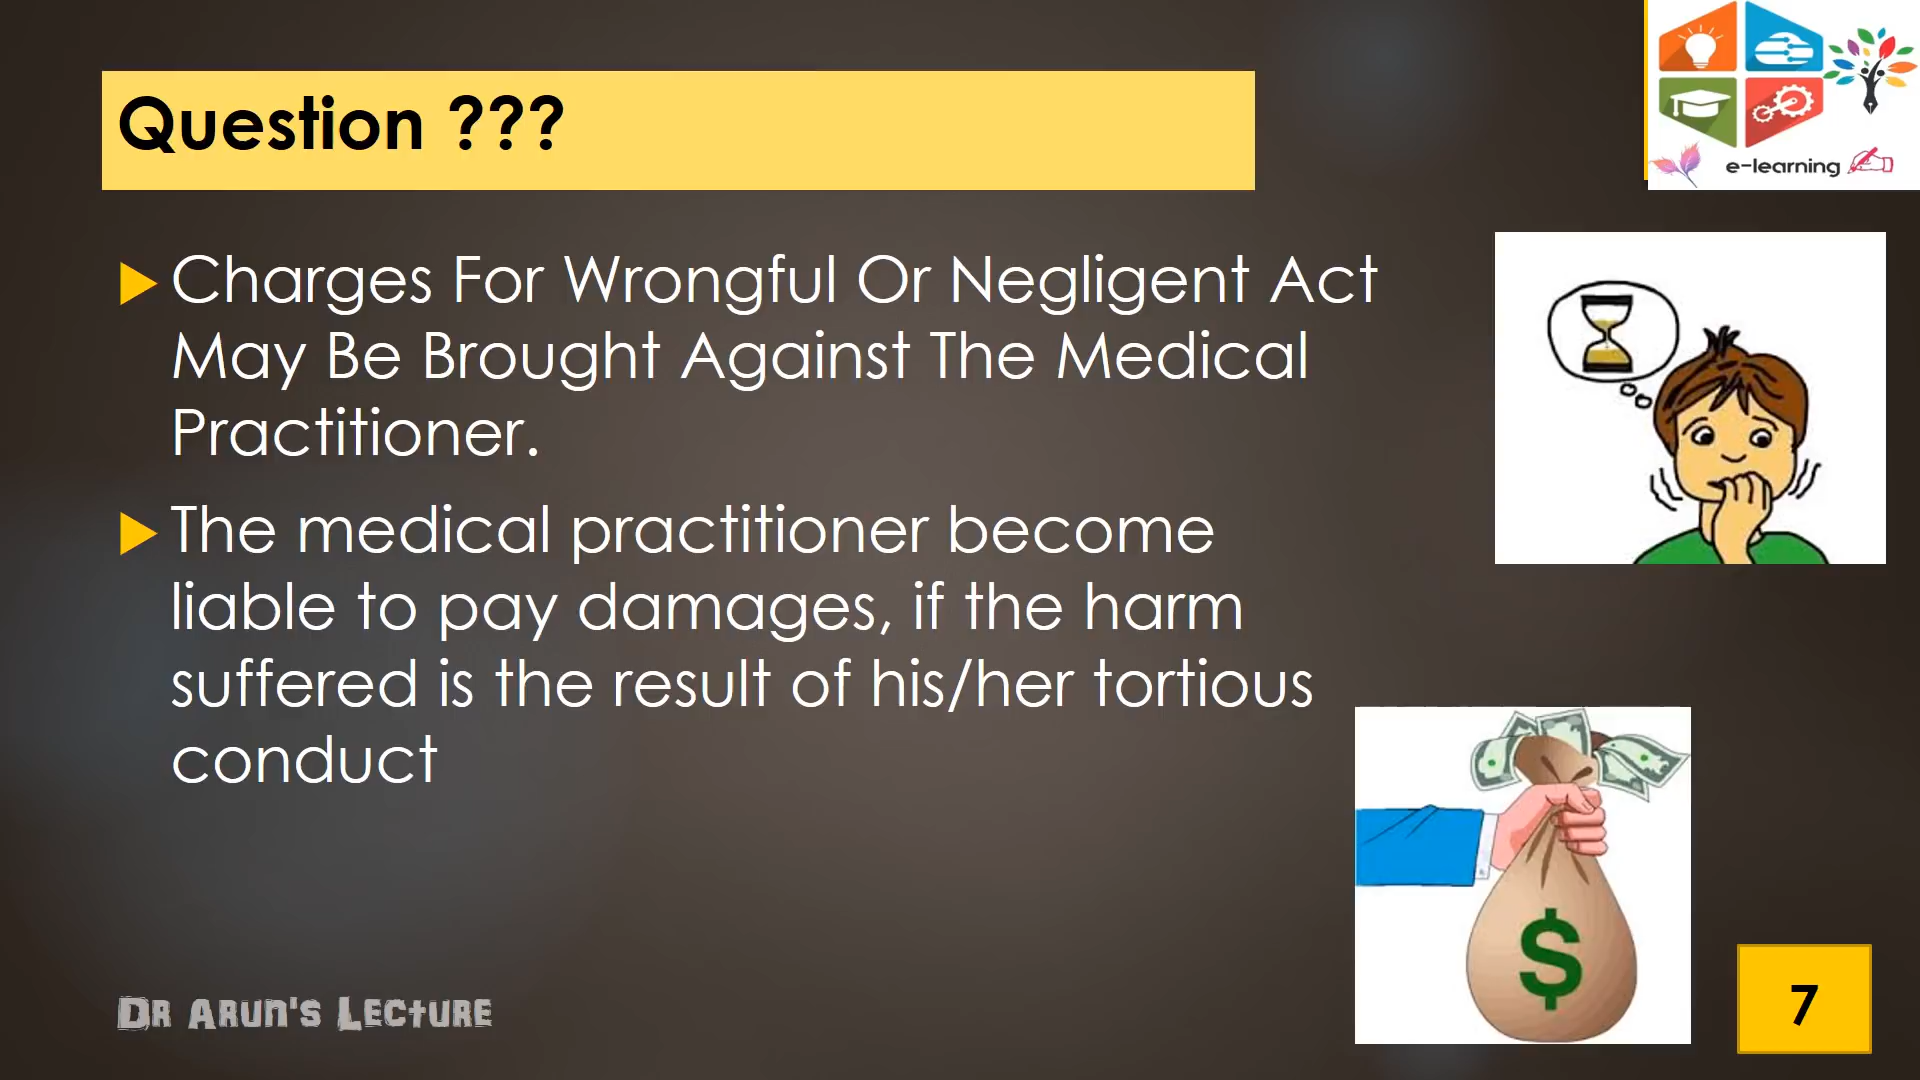 Question ???
e-learning
Charges For Wrongful Or Negligent Act
May Be Brought Against The Medical
Practitioner.
The medical practitioner become
liable to pay damages, if the harm
suffered is the result of his/her tortious
conduct
$
Dr Arun's Lecture
7